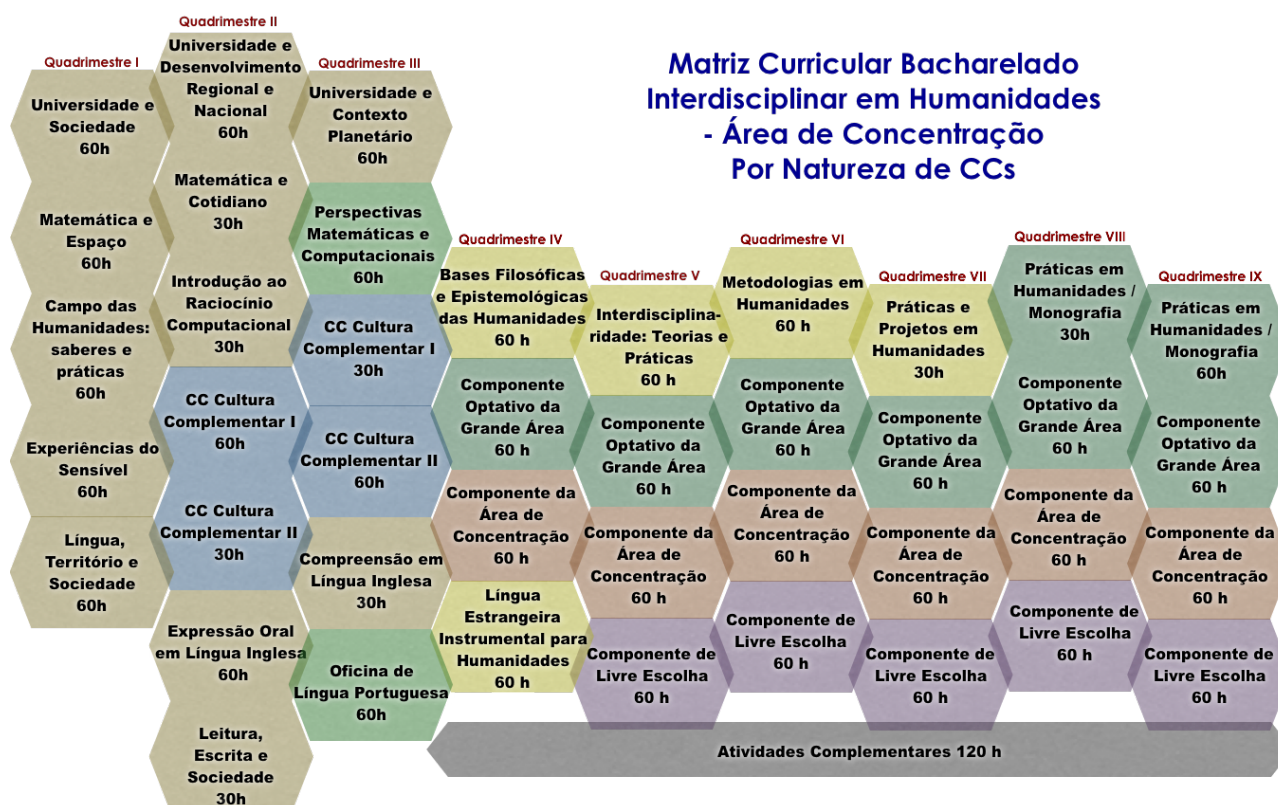 Matriz Curricular Bacharelado
Interdisciplinar em Humanidades
- Área de Concentração
Por Natureza de CCs
Quadrimestre I
Universidade e
Sociedade
60h
Matemática e
Espaço
60h
Campo das
Humanidades:
saberes e
práticas
60h
Experiências do
Sensível
60h
Língua,
Território e
Sociedade
60h
Quadrimestre II
Universidade e
Desenvolvimento
Regional e
Nacional
60h
Matemática e
Cotidiano
30h
Introdução ao
Raciocínio
Computacional
30h
CC Cultura
Complementar I
60h
CC Cultura
Complementar II
30h
Expressão Oral
em Língua Inglesa
60h
Leitura,
Escrita e
Sociedade
30h
Quadrimestre III
Universidade e
Contexto
Planetário
60h
Perspectivas
Matemáticas e
Computacionais
60h
CC Cultura
Complementar I
30h
CC Cultura
Complementar II
60h
Compreensão em
Língua Inglesa
30h
Oficina de
Língua Portuguesa
60h
Quadrimestre IV
Bases Filosóficas
e Epistemológicas
das Humanidades
60 h
Componente
Optativo da
Grande Área
60 h
Componente da
Área de
Concentração
60 h
Língua
Estrangeira
Instrumental para
Humanidades
60 h
Quadrimestre V
Interdisciplina-
ridade: Teorias e
Práticas
60 h
Componente
Optativo da
Grande Área
60 h
Componente da
Área de
Concentração
60 h
Componente de
Livre Escolha
60 h
Quadrimestre VI
Metodologias em
Humanidades
60 h
Componente
Optativo da
Grande Área
60 h
Componente da
Área de
Concentração
60 h
Componente
de Livre Escolha
60 h
Quadrimestre VII
Práticas e
Projetos em
Humanidades
30h
Componente
Optativo da
Grande Área
60 h
Componente da
Área de
Concentração
60 h
Componente de
Livre Escolha
60 h
Quadrimestre VIII
Práticas em
Humanidades /
Monografia
30h
Componente
Optativo da
Grande Área
60 h
Componente da
Área de
Concentração
60 h
Componente
de Livre Escolha
60 h
Quadrimestre IX
Práticas em
Humanidades /
Monografia
60h
Componente
Optativo da
Grande Área
60 h
Componente da
Área de
Concentração
60 h
Componente de
Livre Escolha
60 h
Atividades Complementares 120 h